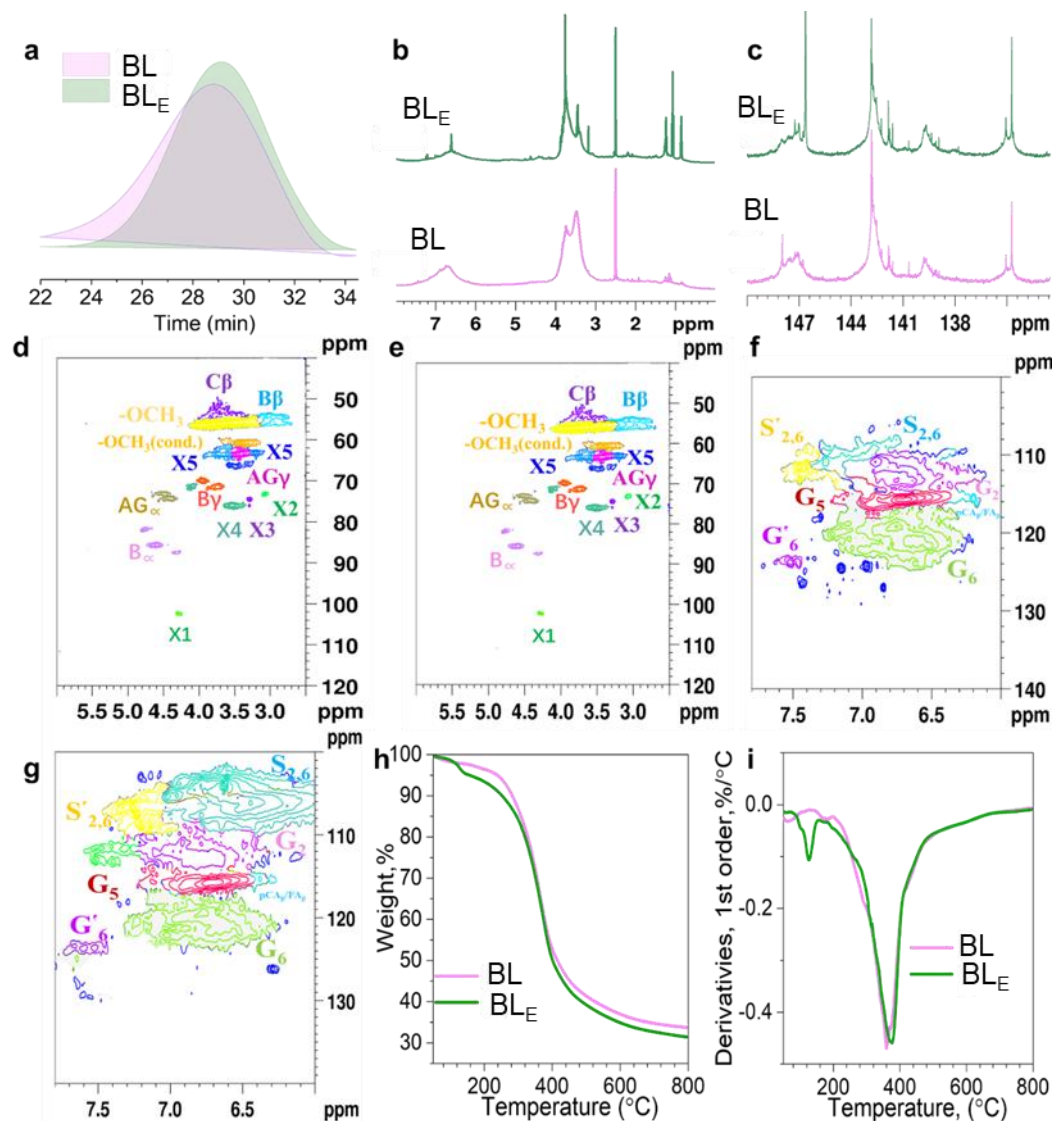 a
BL
BLE
22 25 28 31 34
Time (min)
b
BLE
BL
7 6 5 4 3 2 ppm
c
BLE
BL
147 144 141 138 ppm
d
ppm
Cβ
Bβ
-OCH3
-OCH3(cond.)
X5
X5
AGγ
AG∝
Bγ
X2
X4
X3
B∝
X1
50
60
70
80
90
100
110
120
5.5 5.0 4.5 4.0 3.5 3.0 ppm
e
ppm
Cβ
Bβ
-OCH3
-OCH3(cond.)
X5
X5
AGγ
AG∝
Bγ
X2
X4
X3
B∝
X1
50
60
70
80
90
100
110
120
5.5 5.0 4.5 4.0 3.5 3.0 ppm
f
ppm
S'2,6
S2,6
G5
G2
pCAβ/FAβ
G'6
G6
110
120
130
140
7.5 7.0 6.5 ppm
g
ppm
S2,6
S'2,6
G2
G5
pCAβ/FAβ
G'6
G6
110
120
130
7.5 7.0 6.5 ppm
h
100
90
80
70
60
50
40
30
Weight,%
BL
BLE
200 400 600 800
Temperature (°C)
i
0.0
-0.2
-0.4
Derivativies, 1st order,%/°C
BL
BLE
200 400 600 800
Temperature, (°C)